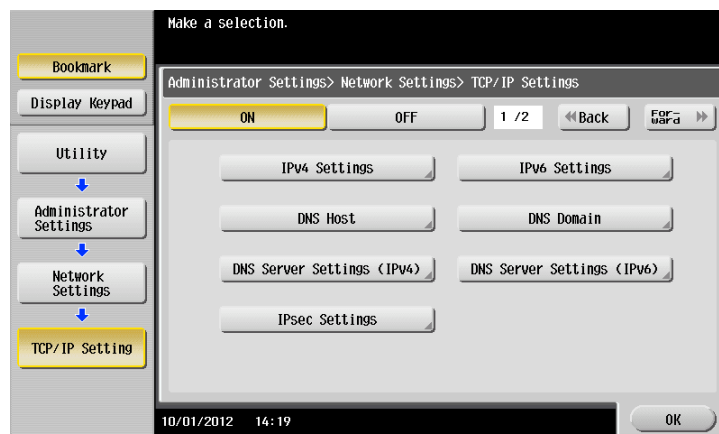 Make a selection.
Bookmark
Display Keypad
Utility
Administrator
Settings
Network
Settings
TCP/IP Setting
Administrator Settings> Network Settings> TCP/IP Settings
ON OFF 1 /2 Back For-
ward
IPv4 Settings IPv6 Settings
DNS Host DNS Domain
DNS Server Settings (IPv4) DNS Server Settings (IPv6)
IPsec Settings
10/01/2012 14:19
OK